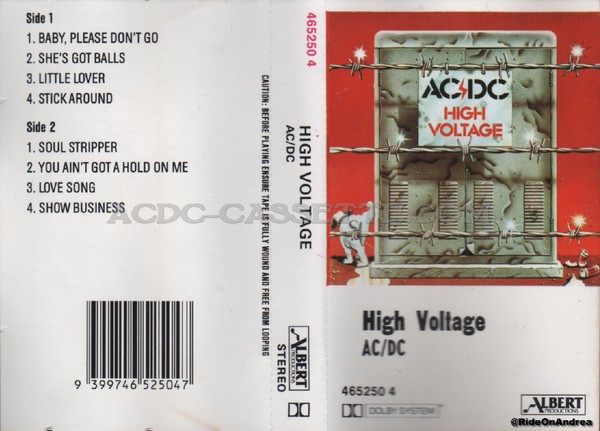 Side 1
1. BABY, PLEASE DON'T GO
2. SHE'S GOT BALLS
3. LITTLE LOVER
4. STICK AROUND
Side 2
1. SOUL STRIPPER
2. YOU AIN'T GOT A HOLD ON ME
3. LOVE SONG
4. SHOW BUSINESS
9 399746 525047
CAUTION: BEFORE PLAYING ENSURE TAPE IS FULLY WOUND AND FREE FROM LOOPING
465250 4
HIGH VOLTAGE
AC/DC
ALBERT
PRODUCTIONS
STEREO
AC DC
HIGH
VOLTAGE
High Voltage
AC/DC
465250 4
DOLBY SYSTEM
ALBERT
PRODUCTIONS
@RideOnAndrea